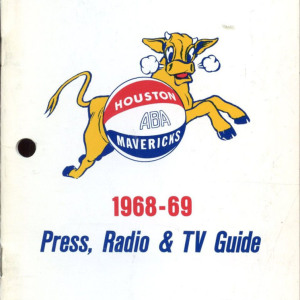 HOUSTON
ABA
MAVERICKS
1968-69
Press, Radio & TV Guide